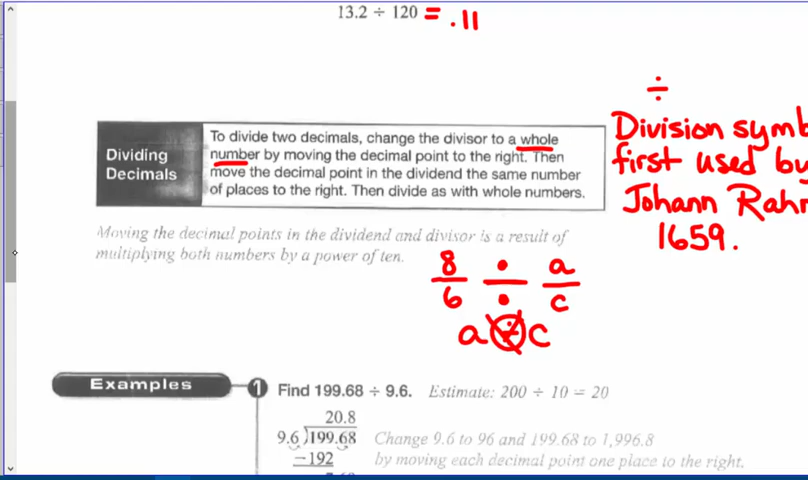 13.2 ÷ 120 = .11
÷
Division symb
first used by
Johann Rahn
1659.
Dividing
Decimals
To divide two decimals, change the divisor to a whole
number by moving the decimal point to the right. Then
move the decimal point in the dividend the same number
of places to the right. Then divide as with whole numbers.
Moving the decimal points in the dividend and divisor is a result of
multiplying both numbers by a power of ten.
8 • a
6 • c
a ÷ c
Examples
1 Find 199.68 ÷ 9.6. Estimate: 200 ÷ 10 = 20
20.8
9.6)199.68 Change 9.6 to 96 and 199.68 to 1,996.8
−192 by moving each decimal point one place to the right.